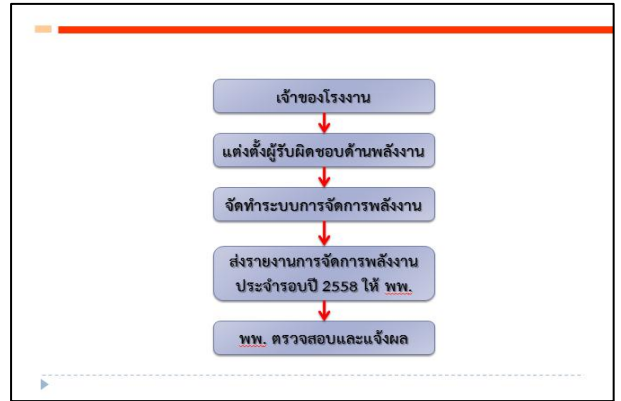 เจ้าของโรงงาน
แต่งตั้งผู้รับผิดชอบด้านพลังงาน
จัดทำระบบการจัดการพลังงาน
ส่งรายงานการจัดการพลังงาน
ประจำรอบปี 2558 ให้ พพ.
พพ. ตรวจสอบและแจ้งผล